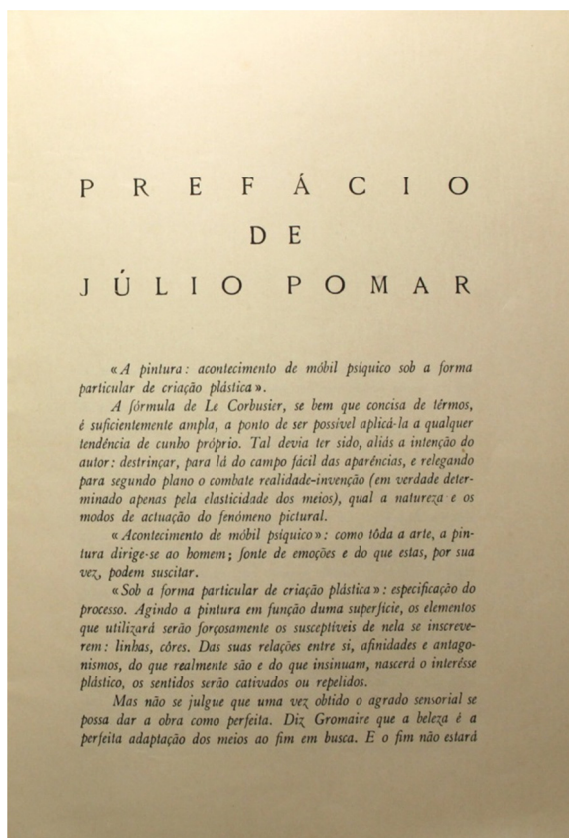 PREFÁCIO
DE
JÚLIO POMAR
«A pintura: acontecimento de móbil psíquico sob a forma
particular de criação plástica».
A fórmula de Le Corbusier, se bem que concisa de têrmos,
é suficientemente ampla, a ponto de ser possível aplicá-la a qualquer
tendência de cunho próprio. Tal devia ter sido, aliás a intenção do
autor: destrinçar, para lá do campo fácil das aparências, e relegando
para segundo plano o combate realidade-invenção (em verdade deter-
minado apenas pela elasticidade dos meios), qual a natureza e os
modos de actuação do fenómeno pictural.
«Acontecimento de móbil psíquico»: como tôda a arte, a pin-
tura dirige-se ao homem; fonte de emoções e do que estas, por sua
vez, podem suscitar.
«Sob a forma particular de criação plástica»: especificação do
processo. Agindo a pintura em função duma superfície, os elementos
que utilizará serão forçosamente os susceptíveis de nela se inscreve-
rem: linhas, côres. Das suas relações entre si, afinidades e antago-
nismos, do que realmente são e do que insinuam, nascerá o interêsse
plástico, os sentidos serão cativados ou repelidos.
Mas não se julgue que uma vez obtido o agrado sensorial se
possa dar a obra como perfeita. Diz Gromaire que a beleza é a
perfeita adaptação dos meios ao fim em busca. E o fim não estará